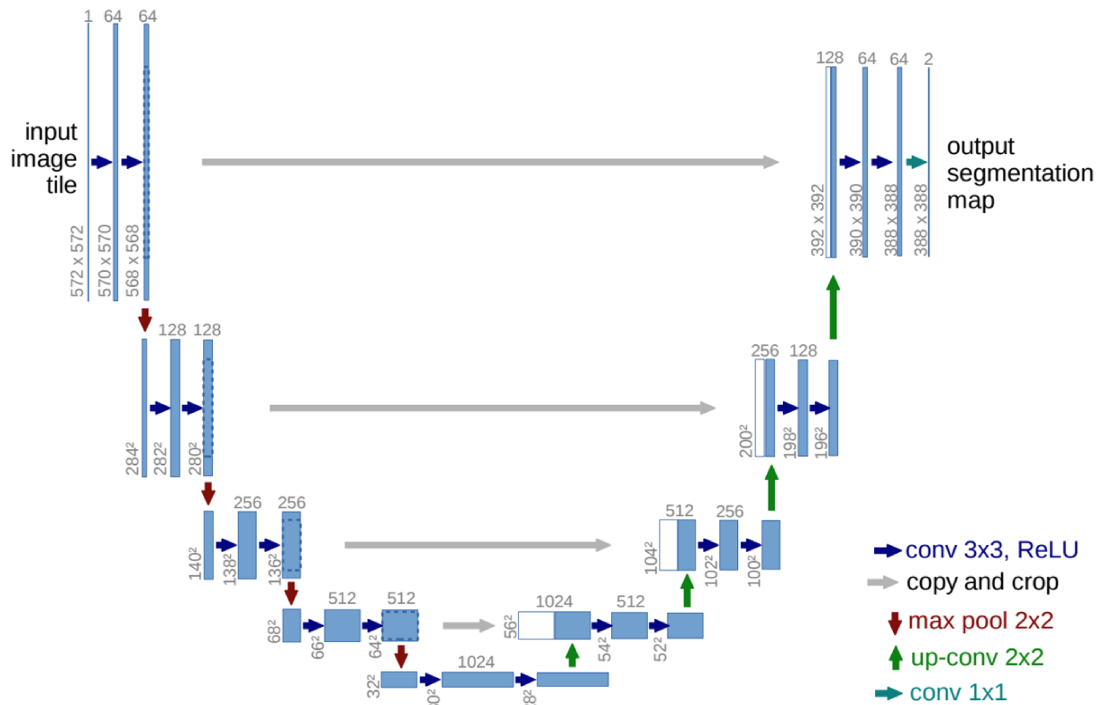 1 64 64
input
image
tile
572 x 572
570 x 570
568 x 568
128 64 64 2
output
segmentation
map
392 x 392
390 x 390
388 x 388
388 x 388
128 128
284²
282²
280²
256 128
200²
198²
196²
256 256
140²
138²
136²
512 256
104²
102²
100²
512 512
68²
66²
64²
1024 512
56²
54²
52²
1024
32²
conv 3x3, ReLU
copy and crop
max pool 2x2
up-conv 2x2
conv 1x1